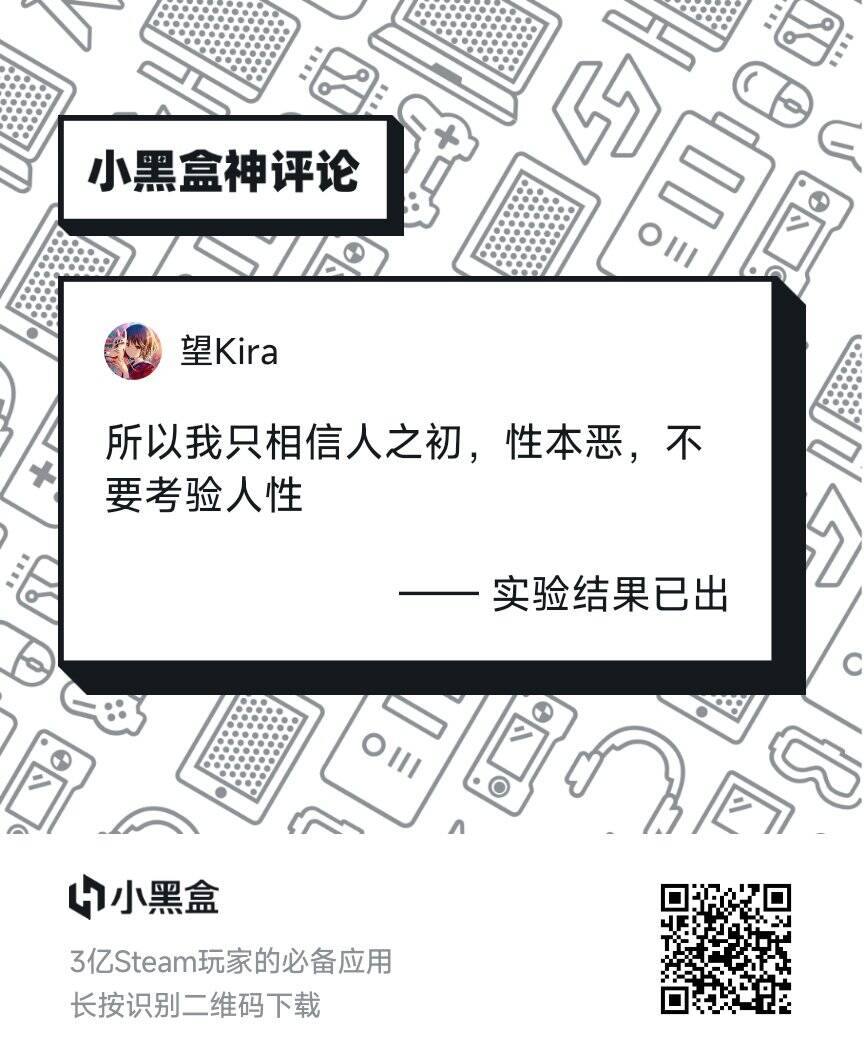 小黑盒神评论
望Kira
所以我只相信人之初，性本恶，不
要考验人性
—— 实验结果已出
小黑盒
3亿Steam玩家的必备应用
长按识别二维码下载